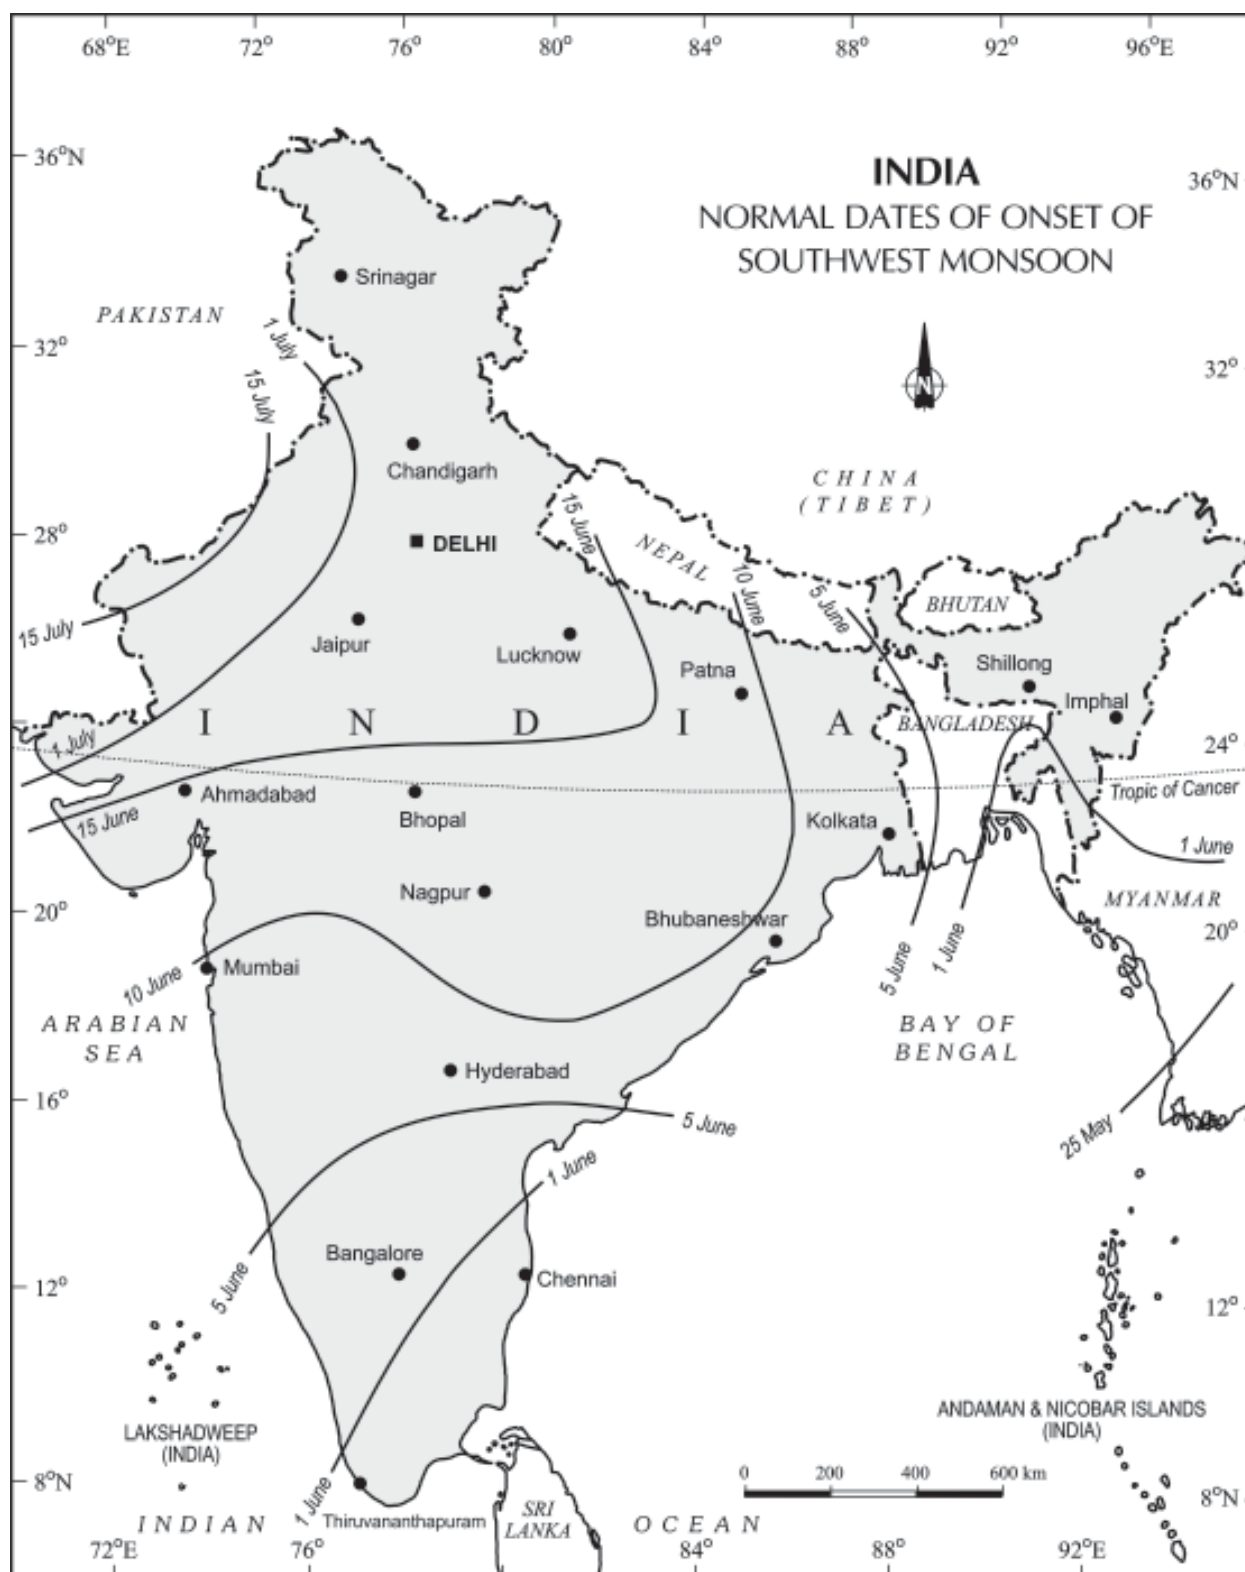 68°E 72° 76° 80° 84° 88° 92° 96°E
36°N
INDIA
NORMAL DATES OF ONSET OF
SOUTHWEST MONSOON
36°N
Srinagar
PAKISTAN
1 July
32°
N
32°
15 July
Chandigarh
CHINA
(TIBET)
15 June
28°
DELHI
NEPAL
10 June
5 June
BHUTAN
15 July
Jaipur
Lucknow
Patna
Shillong
Imphal
I N D I A
BANGLADESH
1 July
24°
Tropic of Cancer
Ahmadabad
15 June
Bhopal
Kolkata
1 June
Nagpur
MYANMAR
20°
Bhubaneshwar
20°
1 June
5 June
Mumbai
10 June
ARABIAN
SEA
BAY OF
BENGAL
Hyderabad
16°
5 June
25 May
1 June
Bangalore
Chennai
5 June
12°
12°
LAKSHADWEEP
(INDIA)
ANDAMAN & NICOBAR ISLANDS
(INDIA)
8°N
0 200 400 600 km
8°N
1 June
Thiruvananthapuram
SRI
LANKA
INDIAN OCEAN
72°E 76° 84° 88° 92°E